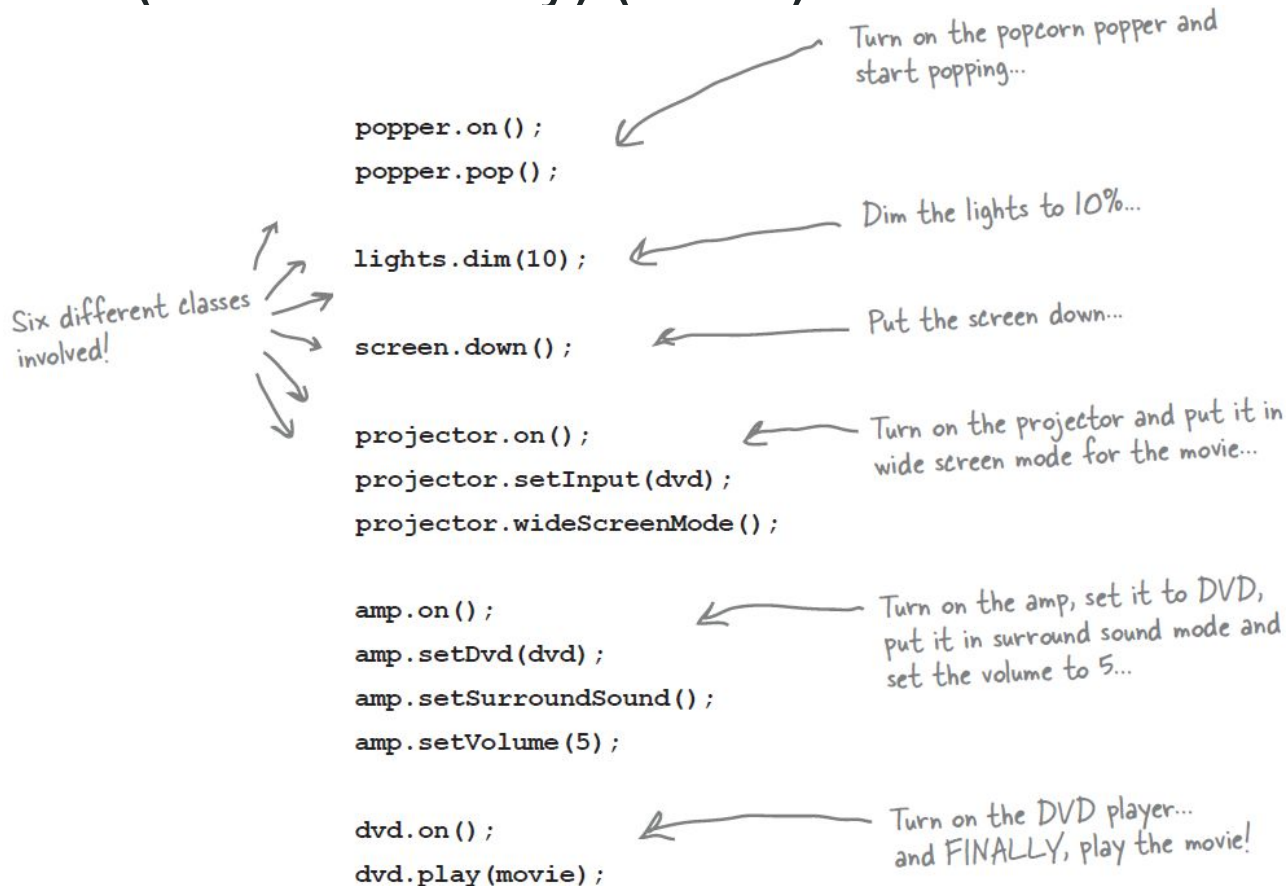 Turn on the popcorn popper and
start popping...
popper.on();
popper.pop();
Dim the lights to 10%...
lights.dim(10);
Six different classes
involved!
Put the screen down...
screen.down();
Turn on the projector and put it in
wide screen mode for the movie...
projector.on();
projector.setInput(dvd);
projector.wideScreenMode();
Turn on the amp, set it to DVD,
put it in surround sound mode and
set the volume to 5...
amp.on();
amp.setDvd(dvd);
amp.setSurroundSound();
amp.setVolume(5);
Turn on the DVD player...
and FINALLY, play the movie!
dvd.on();
dvd.play(movie);